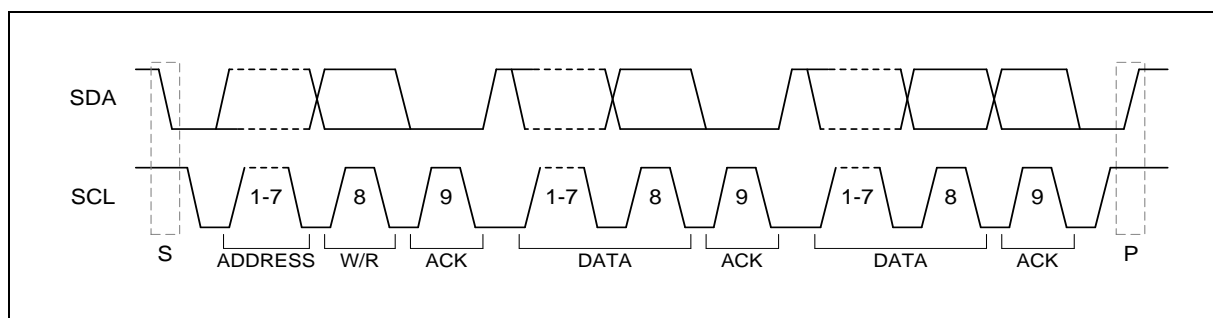 SDA
SCL
1-7 8 9 1-7 8 9 1-7 8 9
S ADDRESS W/R ACK DATA ACK DATA ACK P